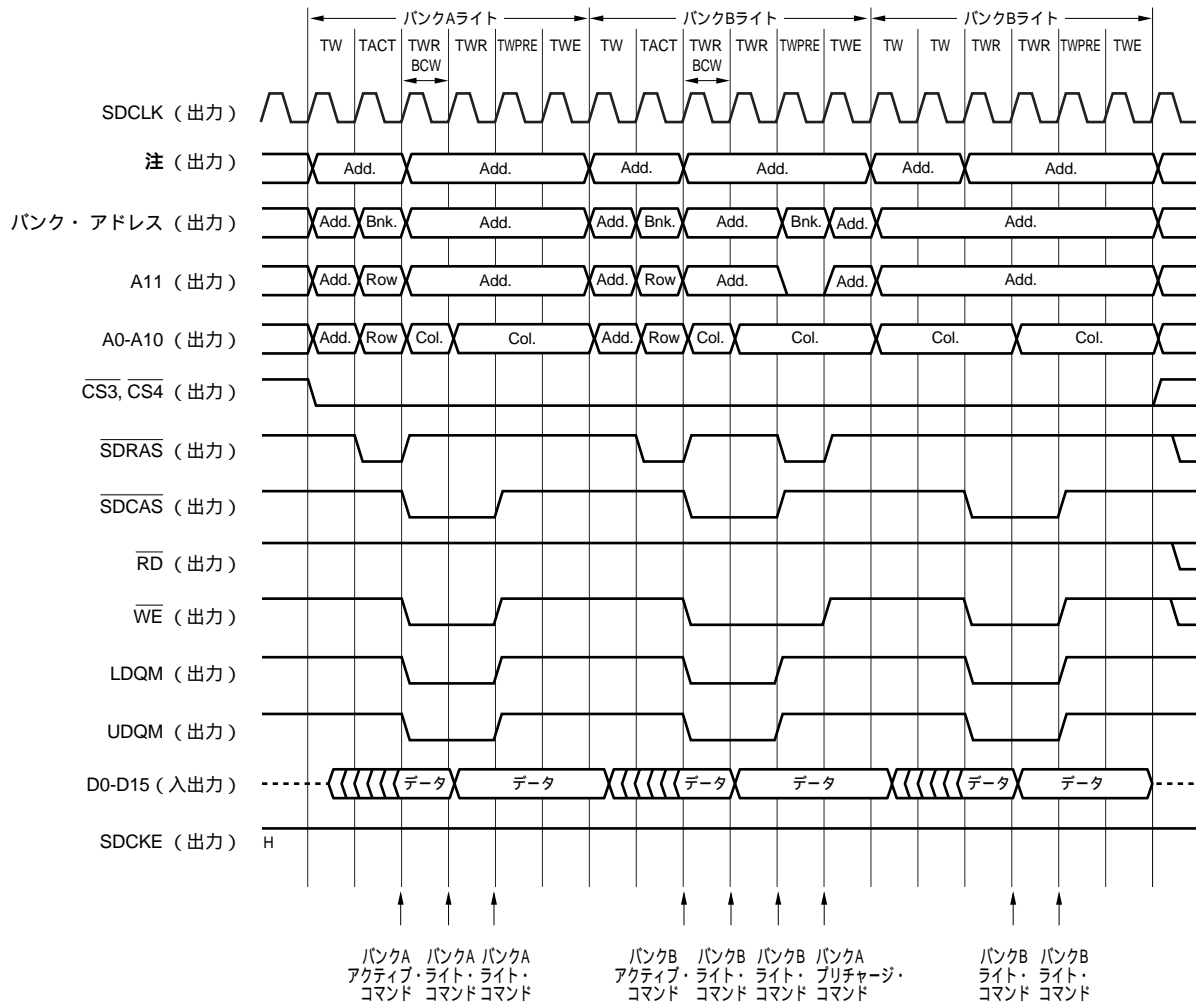 バンクAライト バンクBライト バンクBライト
TW TACT TWR TWR TWPRE TWE TW TACT TWR TWR TWPRE TWE TW TW TWR TWR TWPRE TWE
BCW BCW
SDCLK（出力）
注（出力） Add. Add. Add. Add. Add. Add.
バンク・アドレス（出力） Add. Bnk. Add. Add. Bnk. Add. Bnk. Add. Add.
A11（出力） Add. Row Add. Add. Row Add. Add. Add.
A0-A10（出力） Add. Row Col. Col. Add. Row Col. Col. Col. Col.
CS3, CS4（出力）
SDRAS（出力）
SDCAS（出力）
RD（出力）
WE（出力）
LDQM（出力）
UDQM（出力）
D0-D15（入出力） データ データ データ データ データ データ
SDCKE（出力） H
バンクA バンクA バンクA バンクB バンクB バンクB バンクA バンクB バンクB
アクティブ・ ライト・ ライト・ アクティブ・ ライト・ ライト・ プリチャージ・ ライト・ ライト・
コマンド コマンド コマンド コマンド コマンド コマンド コマンド コマンド コマンド